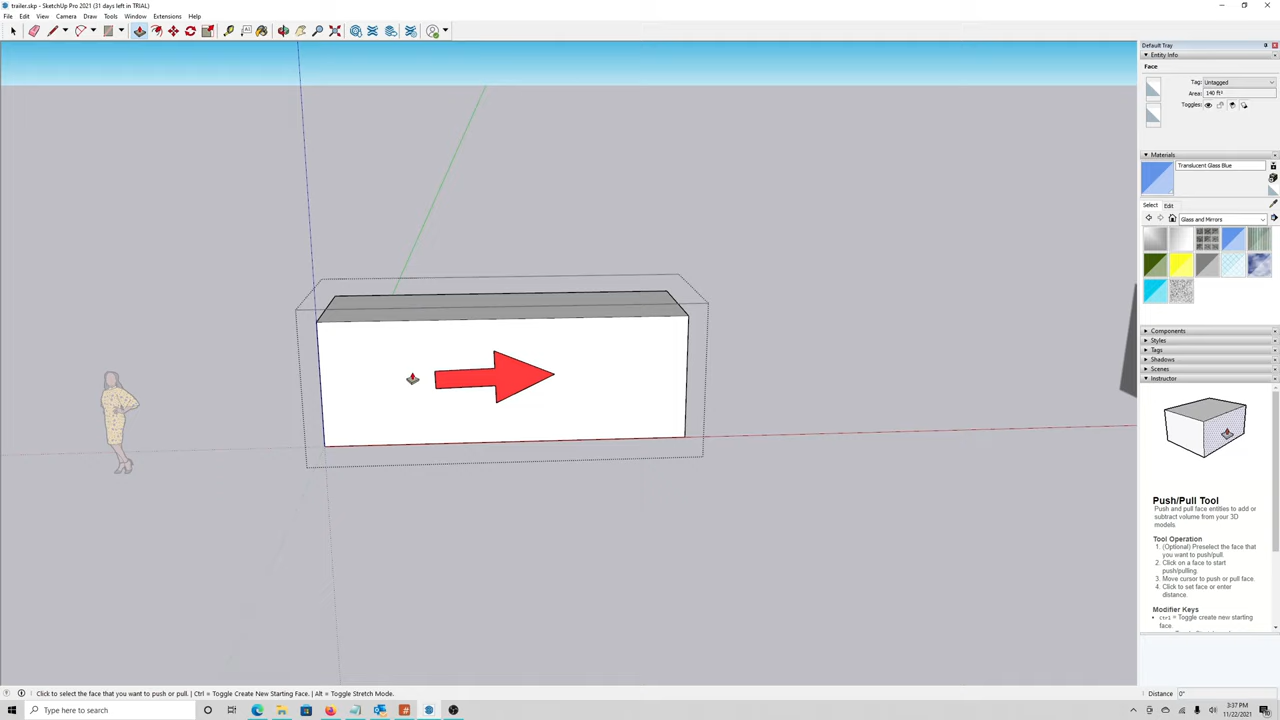 trailer.skp - SketchUp Pro 2021 (31 days left in TRIAL)
File Edit View Camera Draw Tools Window Extensions Help
Default Tray
Entity Info
Face
Tag: Untagged
Area: 140 ft²
Toggles:
Materials
Translucent Glass Blue
Select Edit
Glass and Mirrors
Components
Styles
Tags
Shadows
Scenes
Instructor
Push/Pull Tool
Push and pull face entities to add or
subtract volume from your 3D
models.
Tool Operation
1. (Optional) Preselect the face that
you want to push/pull.
2. Click on a face to start
push/pulling.
3. Move cursor to push or pull face.
4. Click to set face or enter
distance.
Modifier Keys
• Ctrl = Toggle create new starting
face.
Click to select the face that you want to push or pull. | Ctrl = Toggle Create New Starting Face. | Alt = Toggle Stretch Mode.
Distance 0"
Type here to search
3:37 PM
11/22/2021